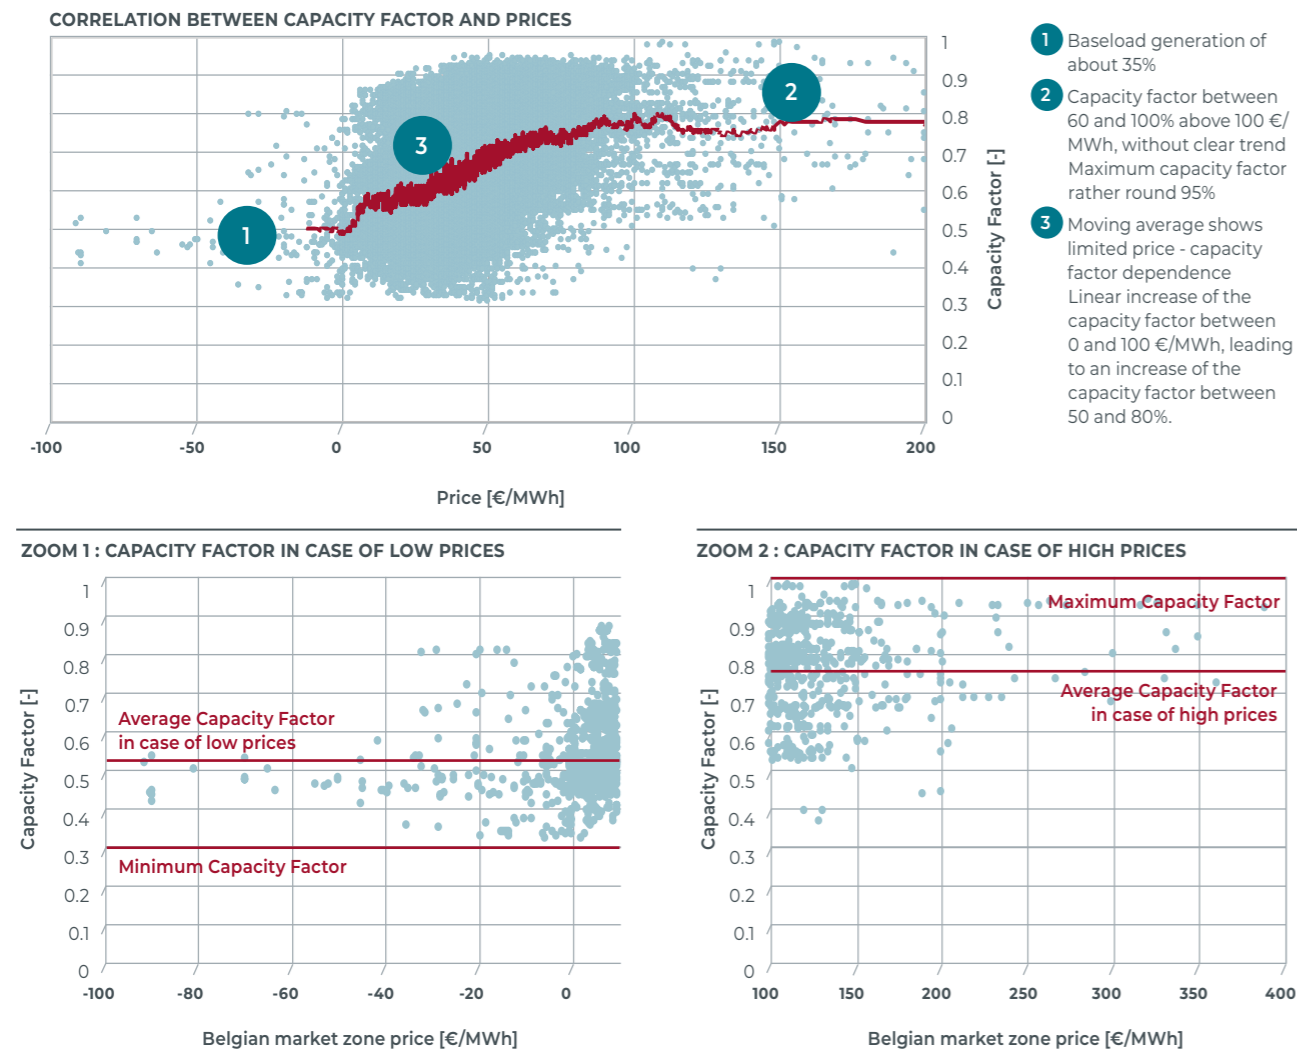 CORRELATION BETWEEN CAPACITY FACTOR AND PRICES
1
0.9
0.8
0.7
0.6
0.5
0.4
0.3
0.2
0.1
0
Capacity Factor [-]
1
2
3
-100
-50
0
50
100
150
200
Price [€/MWh]
1 Baseload generation of
about 35%
2 Capacity factor between
60 and 100% above 100 €/
MWh, without clear trend
Maximum capacity factor
rather round 95%
3 Moving average shows
limited price - capacity
factor dependence
Linear increase of the
capacity factor between
0 and 100 €/MWh, leading
to an increase of the
capacity factor between
50 and 80%.
ZOOM 1 : CAPACITY FACTOR IN CASE OF LOW PRICES
1
0.9
0.8
0.7
0.6
0.5
0.4
0.3
0.2
0.1
0
Capacity Factor [-]
Average Capacity Factor
in case of low prices
Minimum Capacity Factor
-100
-80
-60
-40
-20
0
Belgian market zone price [€/MWh]
ZOOM 2 : CAPACITY FACTOR IN CASE OF HIGH PRICES
1
0.9
0.8
0.7
0.6
0.5
0.4
0.3
0.2
0.1
0
Capacity Factor [-]
Maximum Capacity Factor
Average Capacity Factor
in case of high prices
100
150
200
250
300
350
400
Belgian market zone price [€/MWh]